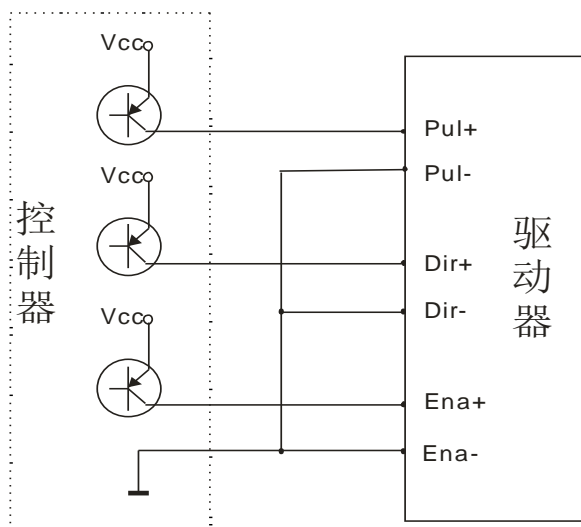 Vcc
Pul+
Pul-
Vcc
控制器
驱动器
Dir+
Dir-
Vcc
Ena+
Ena-